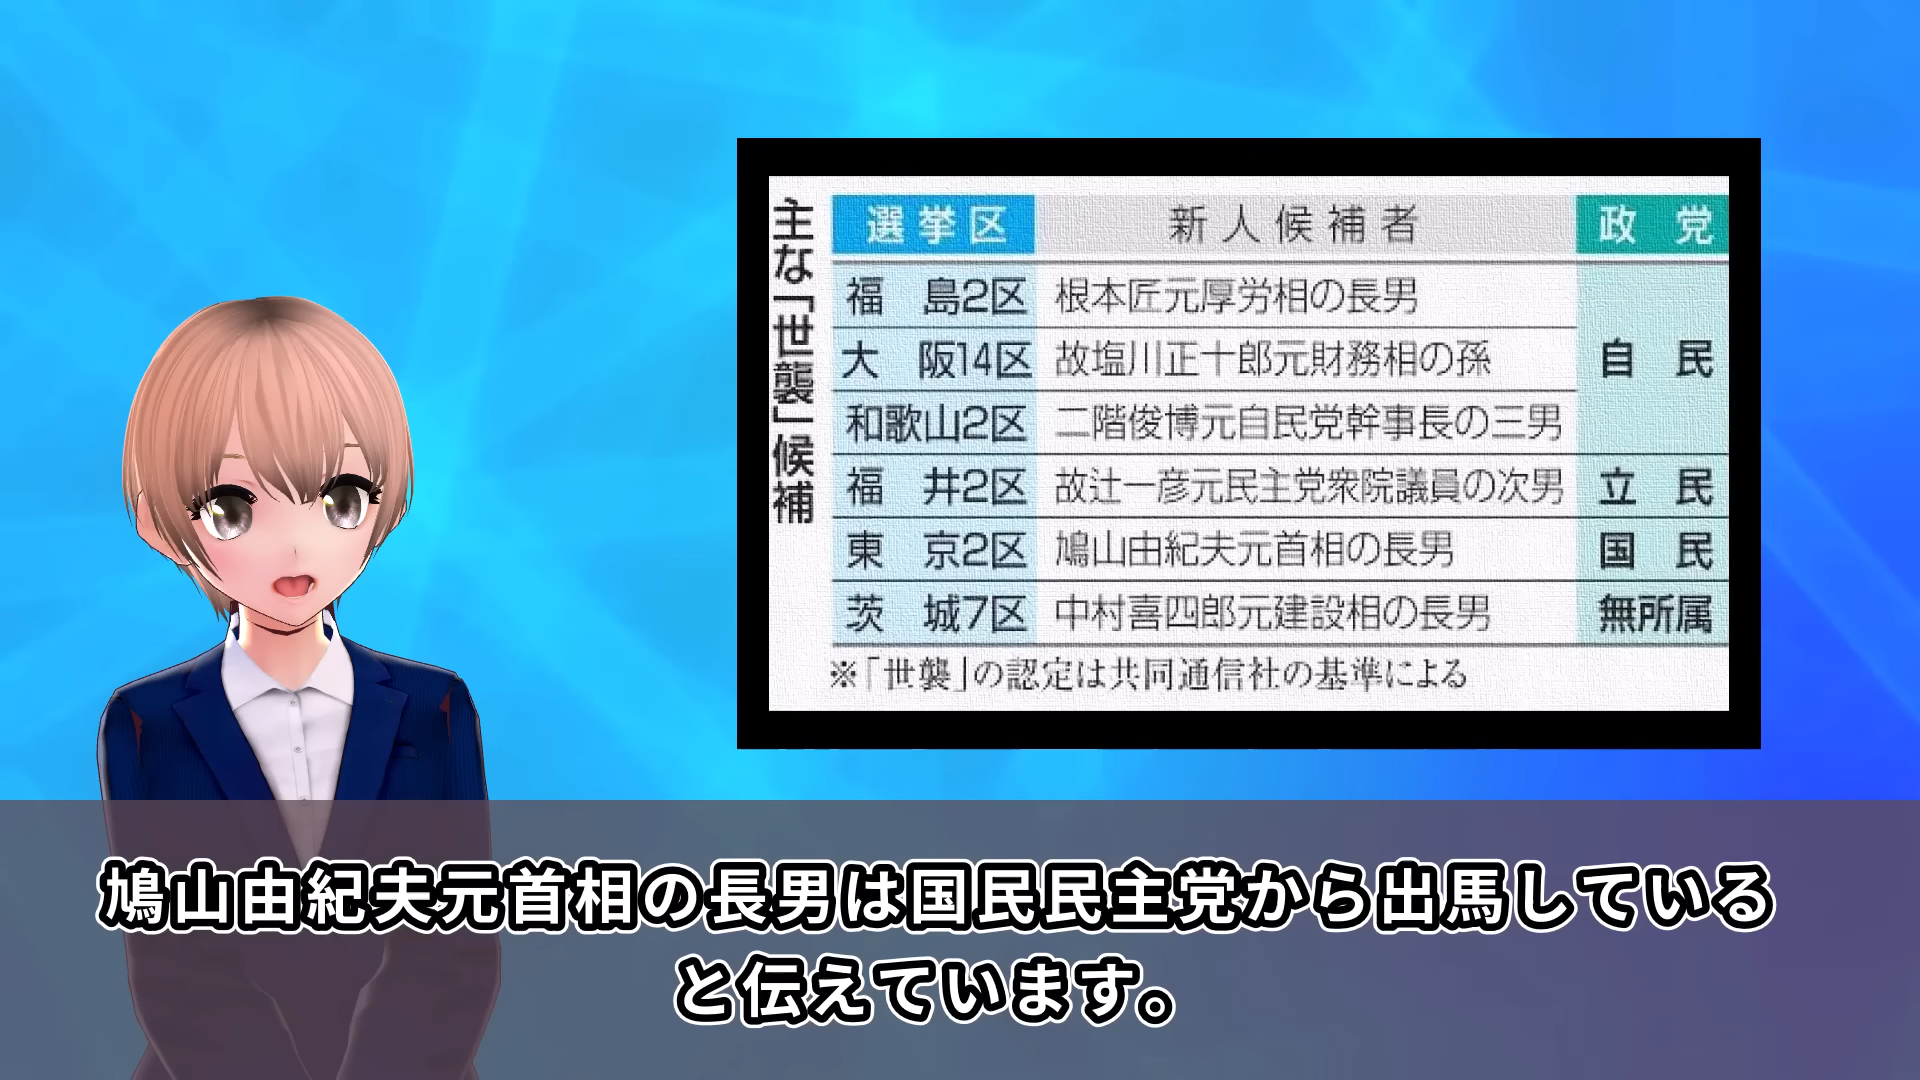 主な「世襲」候補
選挙区 新人候補者 政党
福島2区 根本匠元厚労相の長男
大阪14区 故塩川正十郎元財務相の孫 自民
和歌山2区 二階俊博元自民党幹事長の三男
福井2区 故辻一彦元民主党衆院議員の次男 立民
東京2区 鳩山由紀夫元首相の長男 国民
茨城7区 中村喜四郎元建設相の長男 無所属
※「世襲」の認定は共同通信社の基準による
鳩山由紀夫元首相の長男は国民民主党から出馬している
と伝えています。